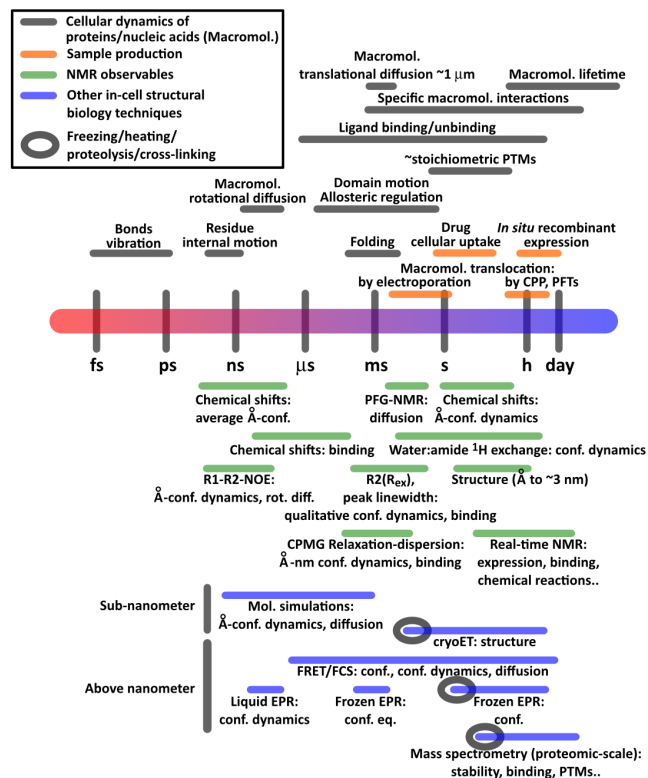 Cellular dynamics of
proteins/nucleic acids (Macromol.)
Sample production
NMR observables
Other in-cell structural
biology techniques
Freezing/heating/
proteolysis/cross-linking
Macromol.
translational diffusion ~1 μm
Macromol. lifetime
Specific macromol. interactions
Ligand binding/unbinding
~stoichiometric PTMs
Macromol.
rotational diffusion
Domain motion
Allosteric regulation
Bonds
vibration
Residue
internal motion
Folding
Drug
cellular uptake
In situ recombinant
expression
Macromol. translocation:
by electroporation
by CPP, PFTs
fs
ps
ns
μs
ms
s
h
day
Chemical shifts:
average Å-conf.
PFG-NMR:
diffusion
Chemical shifts:
Å-conf. dynamics
Chemical shifts: binding
Water:amide ¹H exchange: conf. dynamics
R1-R2-NOE:
Å-conf. dynamics, rot. diff.
R2(Rex),
peak linewidth:
qualitative conf. dynamics, binding
Structure (Å to ~3 nm)
CPMG Relaxation-dispersion:
Å-nm conf. dynamics, binding
Real-time NMR:
expression, binding,
chemical reactions..
Sub-nanometer
Mol. simulations:
Å-conf. dynamics, diffusion
cryoET: structure
Above nanometer
FRET/FCS: conf., conf. dynamics, diffusion
Liquid EPR:
conf. dynamics
Frozen EPR:
conf. eq.
Frozen EPR:
conf.
Mass spectrometry (proteomic-scale):
stability, binding, PTMs..